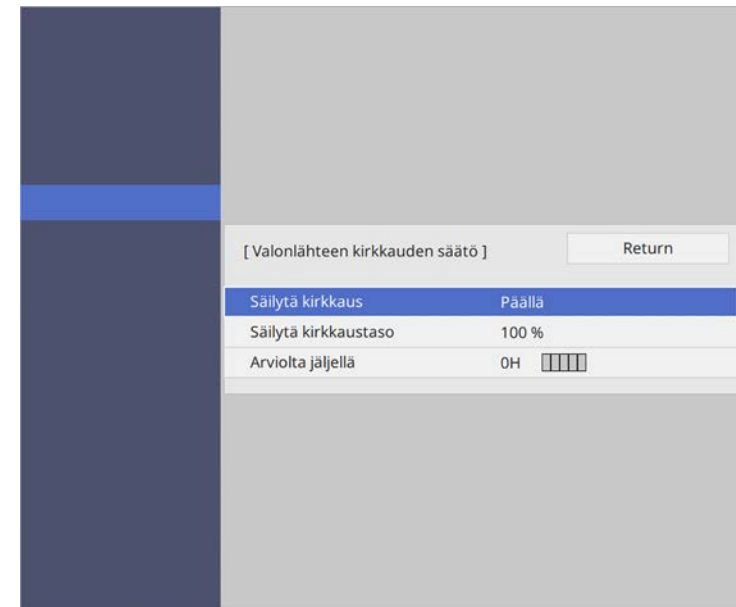 [ Valonlähteen kirkkauden säätö ] Return
Säilytä kirkkaus Päällä
Säilytä kirkkaustaso 100 %
Arviolta jäljellä 0H